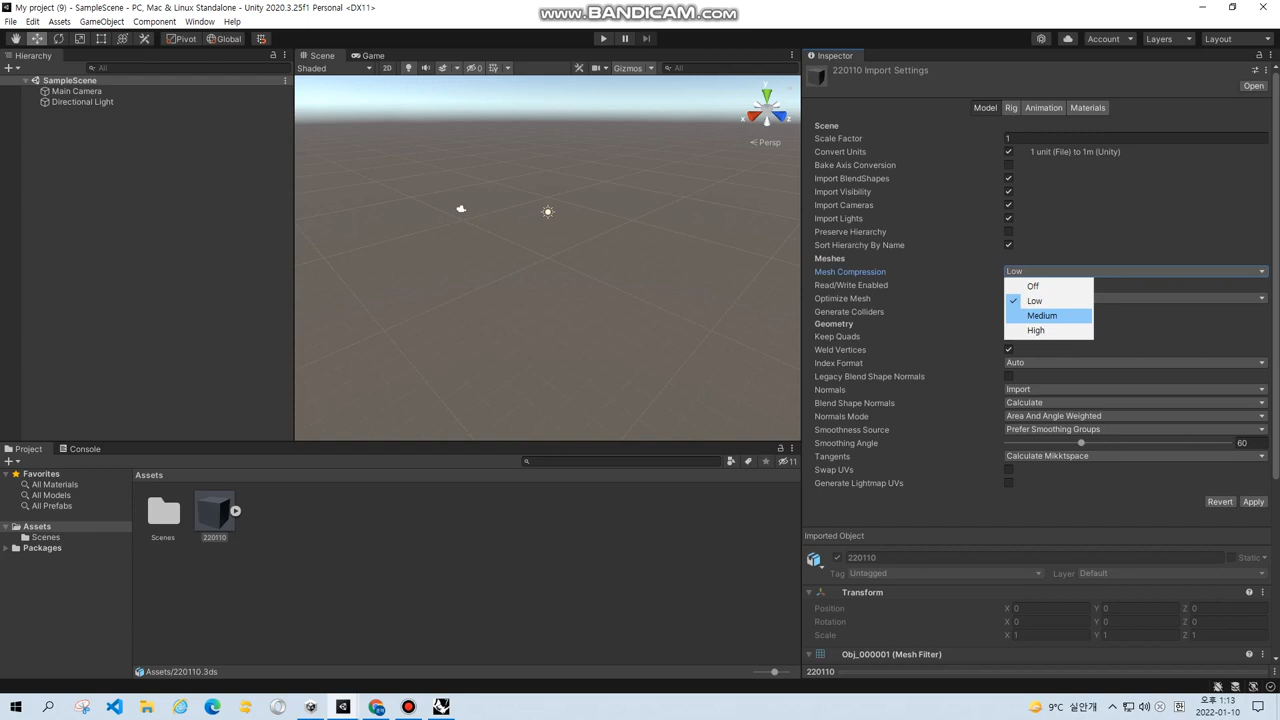 My project (9) - SampleScene - PC, Mac & Linux Standalone - Unity 2020.3.25f1 Personal <DX11>
www.BANDICAM.com
File Edit Assets GameObject Component Window Help
Pivot Global Account Layers Layout
Hierarchy Scene Game Inspector
All
Shaded 2D 0 Gizmos All
SampleScene
Main Camera
Directional Light
y
x z
Persp
220110 Import Settings
Open
Model Rig Animation Materials
Scene
Scale Factor 1
Convert Units 1 unit (File) to 1m (Unity)
Bake Axis Conversion
Import BlendShapes
Import Visibility
Import Cameras
Import Lights
Preserve Hierarchy
Sort Hierarchy By Name
Meshes
Mesh Compression Low
Off
Low
Medium
High
Read/Write Enabled
Optimize Mesh
Generate Colliders
Geometry
Keep Quads
Weld Vertices
Index Format Auto
Legacy Blend Shape Normals
Normals Import
Blend Shape Normals Calculate
Normals Mode Area And Angle Weighted
Smoothness Source Prefer Smoothing Groups
Smoothing Angle 60
Tangents Calculate Mikktspace
Swap UVs
Generate Lightmap UVs
Revert Apply
Imported Object
220110 Static
Tag Untagged Layer Default
Transform
Position X 0 Y 0 Z 0
Rotation X 0 Y 0 Z 0
Scale X 1 Y 1 Z 1
Obj_000001 (Mesh Filter)
220110
Project Console
11
Favorites
All Materials
All Models
All Prefabs
Assets
Scenes
Packages
Assets
Scenes 220110
Assets/220110.3ds
9°C 실안개
오후 1:13
2022-01-10